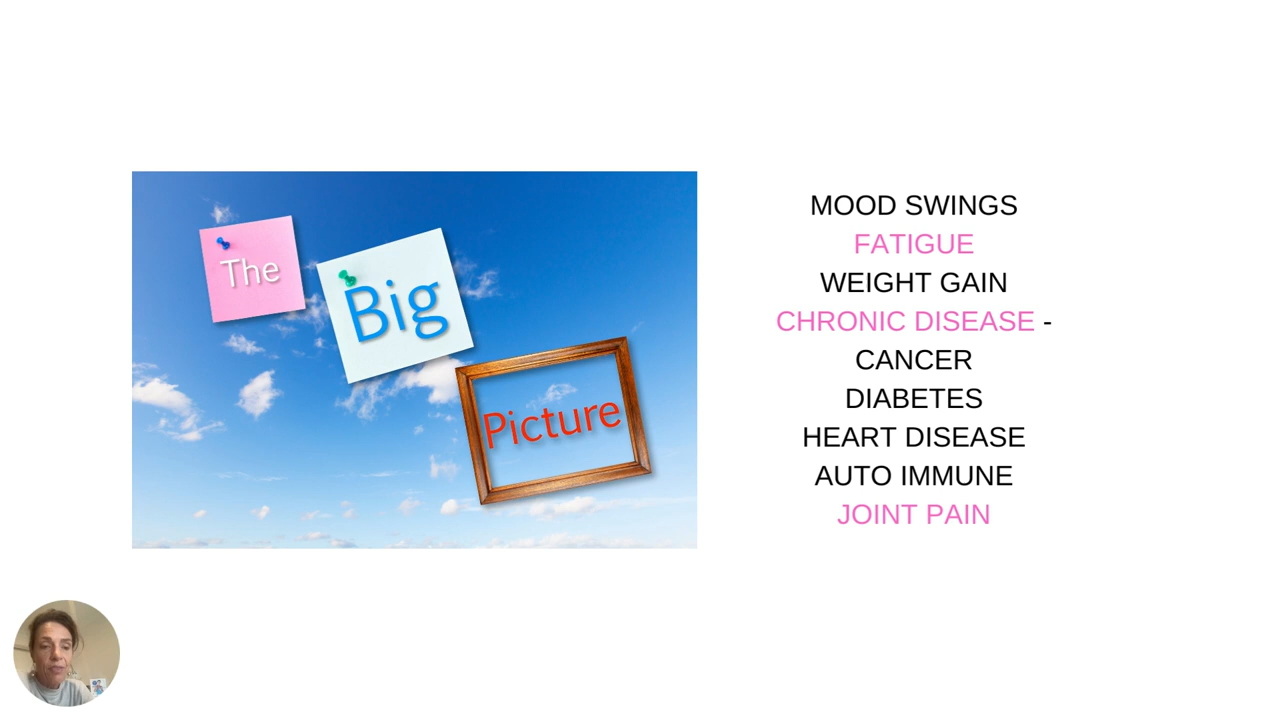 The
Big
Picture
MOOD SWINGS
FATIGUE
WEIGHT GAIN
CHRONIC DISEASE -
CANCER
DIABETES
HEART DISEASE
AUTO IMMUNE
JOINT PAIN